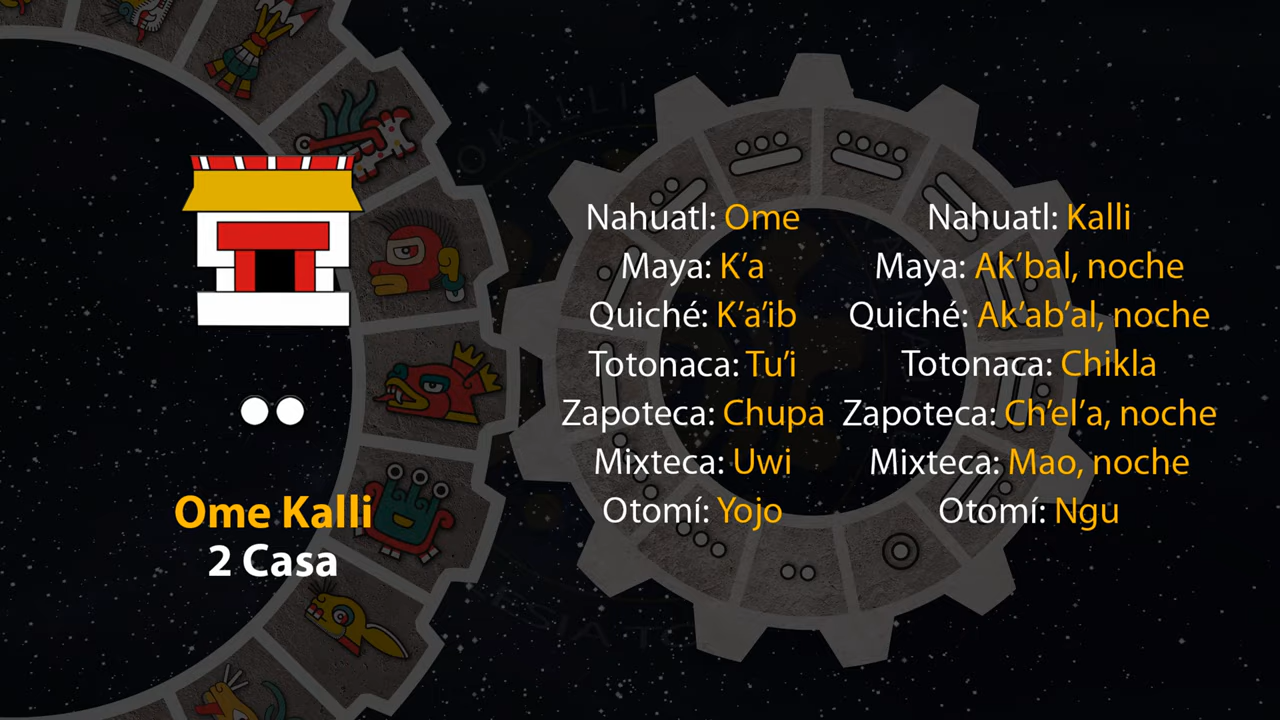 Nahuatl: Ome
Maya: K’a
Quiché: K’a’ib
Totonaca: Tu’i
Zapoteca: Chupa
Mixteca: Uwi
Otomí: Yojo
Nahuatl: Kalli
Maya: Ak’bal, noche
Quiché: Ak’ab’al, noche
Totonaca: Chikla
Zapoteca: Ch’el’a, noche
Mixteca: Mao, noche
Otomí: Ngu
Ome Kalli
2 Casa